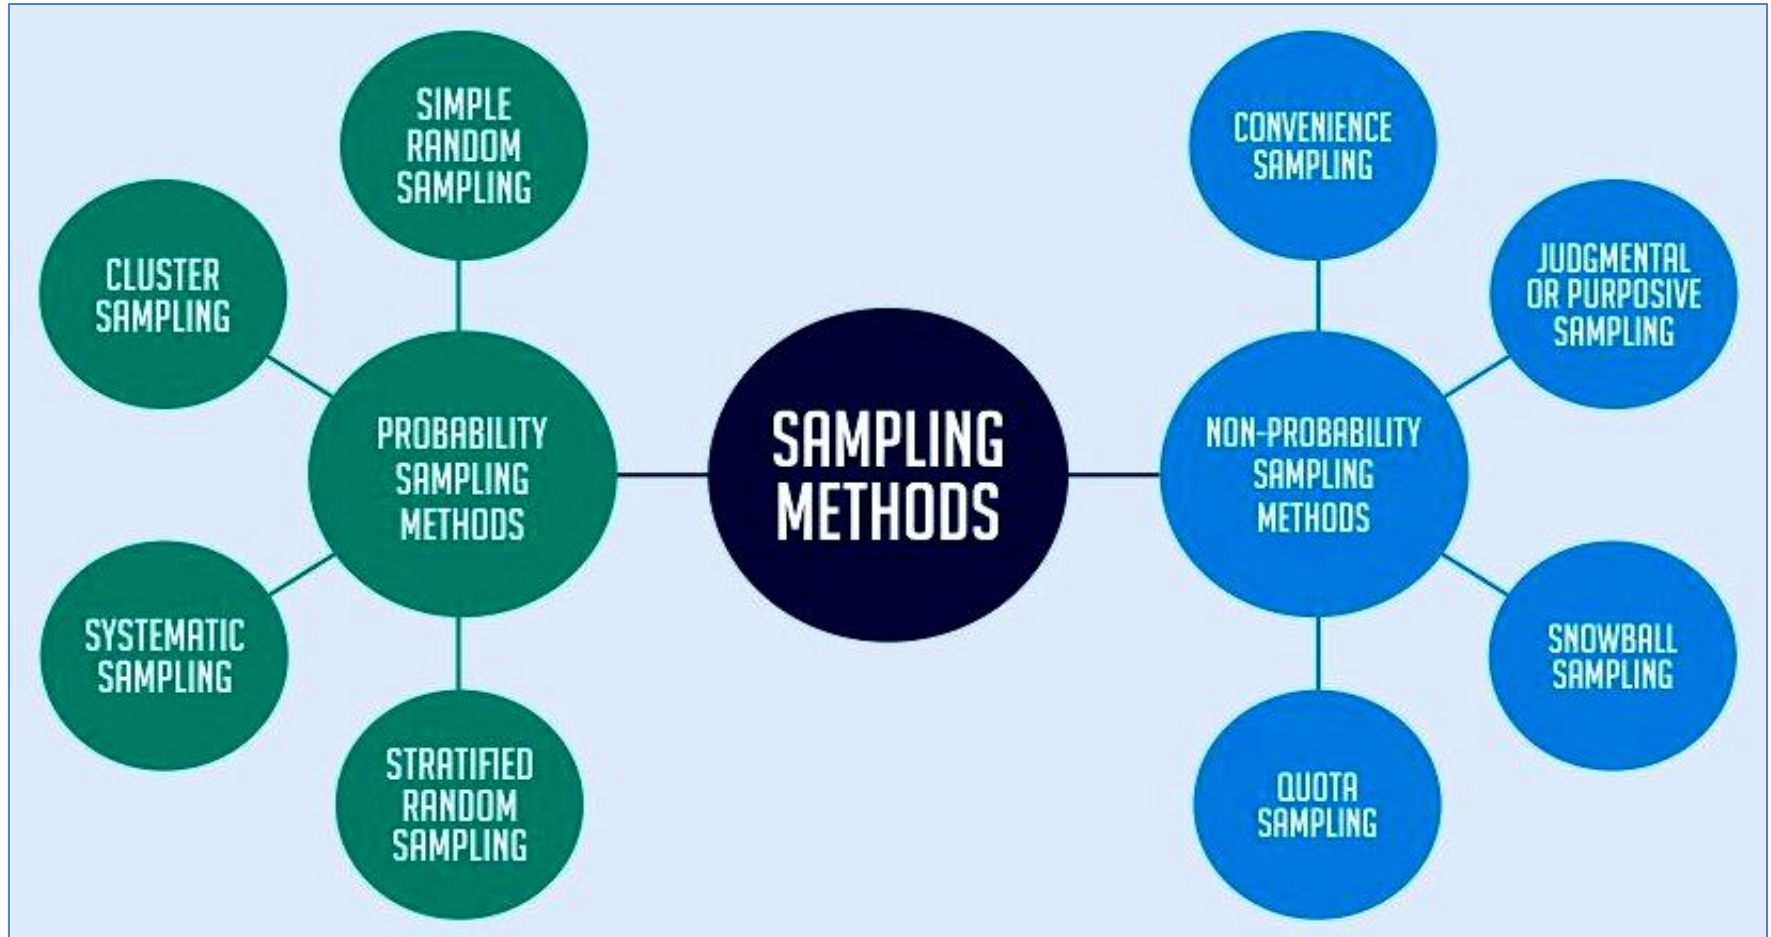 SIMPLE
RANDOM
SAMPLING
CLUSTER
SAMPLING
PROBABILITY
SAMPLING
METHODS
SYSTEMATIC
SAMPLING
STRATIFIED
RANDOM
SAMPLING
SAMPLING
METHODS
CONVENIENCE
SAMPLING
JUDGMENTAL
OR PURPOSIVE
SAMPLING
NON-PROBABILITY
SAMPLING
METHODS
SNOWBALL
SAMPLING
QUOTA
SAMPLING